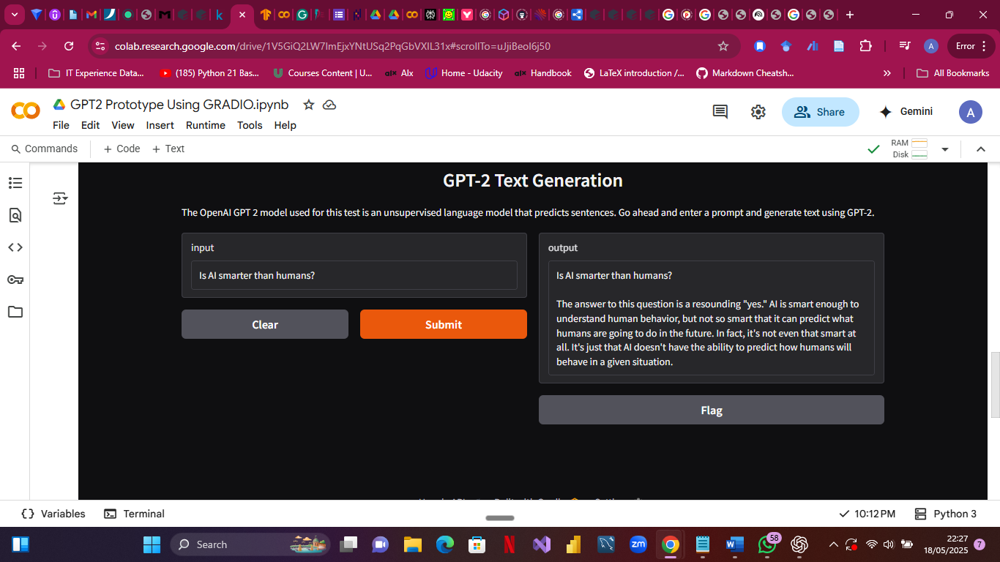 colab.research.google.com/drive/1V5GiQ2LW7lmEjxYNtUSq2PqGbVXIL31x#scrollTo=uJjiBeoI6j50
Error
IT Experience Data...
(185) Python 21 Bas...
Courses Content | U...
alx Alx
Home - Udacity
alx Handbook
LaTeX introduction /...
Markdown Cheatsh...
All Bookmarks
GPT2 Prototype Using GRADIO.ipynb
Share
Gemini
A
File Edit View Insert Runtime Tools Help
Commands + Code + Text
RAM
Disk
GPT-2 Text Generation
The OpenAI GPT 2 model used for this test is an unsupervised language model that predicts sentences. Go ahead and enter a prompt and generate text using GPT-2.
input
Is AI smarter than humans?
Clear
Submit
output
Is AI smarter than humans?
The answer to this question is a resounding "yes." AI is smart enough to
understand human behavior, but not so smart that it can predict what
humans are going to do in the future. In fact, it's not even that smart at
all. It's just that AI doesn't have the ability to predict how humans will
behave in a given situation.
Flag
Variables
Terminal
10:12 PM
Python 3
Search
zm
58
22:27
18/05/2025
7